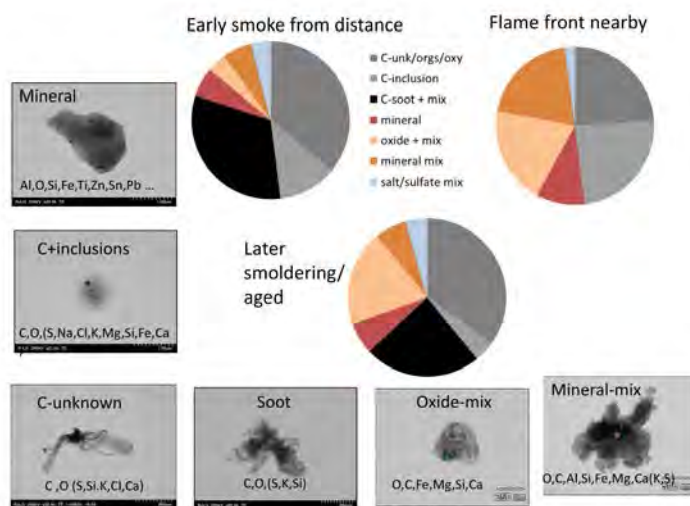 Early smoke from distance
Flame front nearby
C-unk/orgs/oxy
C-inclusion
C-soot + mix
mineral
oxide + mix
mineral mix
salt/sulfate mix
Mineral
Al,O,Si,Fe,Ti,Zn,Sn,Pb ...
C+inclusions
C,O,(S,Na,Cl,K,Mg,Si,Fe,Ca
)
Later
smoldering/
aged
C-unknown
C ,O (S,Si.K,Cl,Ca)
Soot
C,O,(S,K,Si)
Oxide-mix
O,C,Fe,Mg,Si,Ca
Mineral-mix
O,C,Al,Si,Fe,Mg,Ca(K,S)